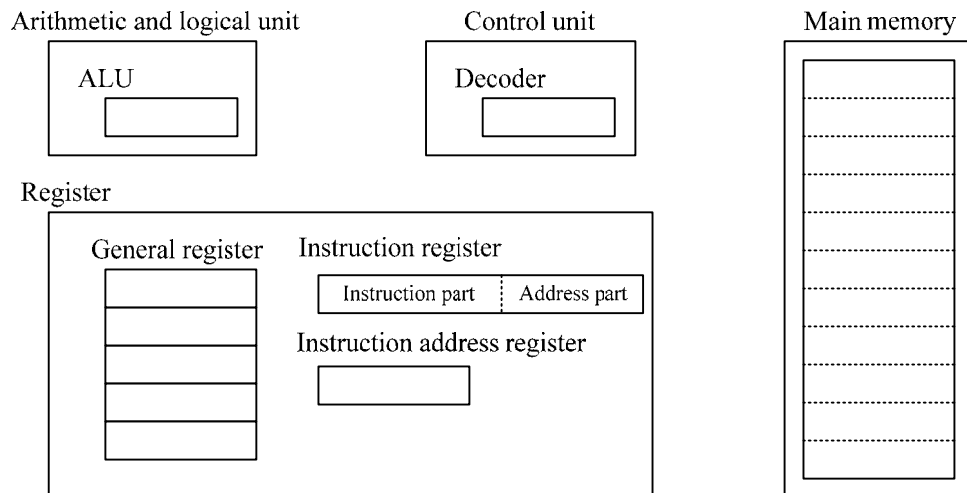 Arithmetic and logical unit
Control unit
Main memory
ALU
Decoder
Register
General register
Instruction register
Instruction part
Address part
Instruction address register